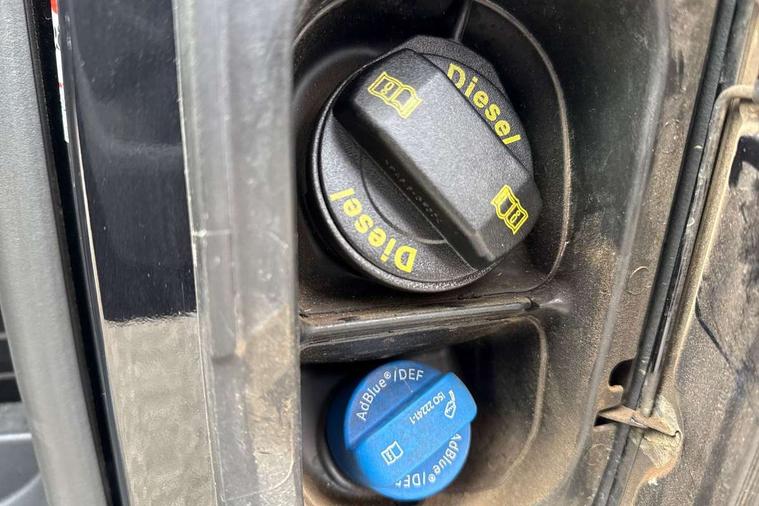 Diesel
Diesel
AdBlue®/DEF
ISO 22241-1
AdBlue®/DEF